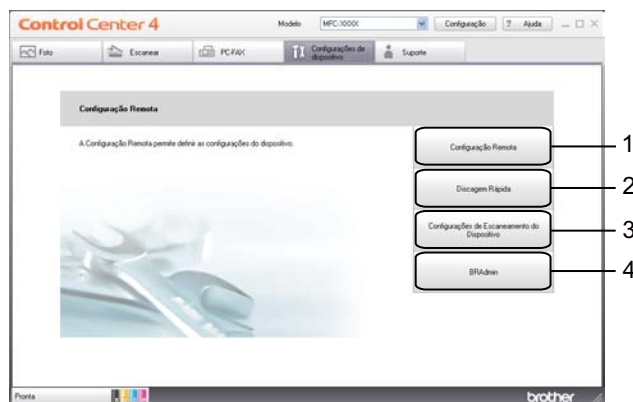 Control Center 4
Modelo MFC-XXXX Configuração ? Ajuda
Foto Escanear PC-FAX Configurações de dispositivo Suporte
Configuração Remota
A Configuração Remota permite definir as configurações do dispositivo.
Configuração Remota 1
Discagem Rápida 2
Configurações de Escaneamento do Dispositivo 3
BRAdmin 4
Pronta brother